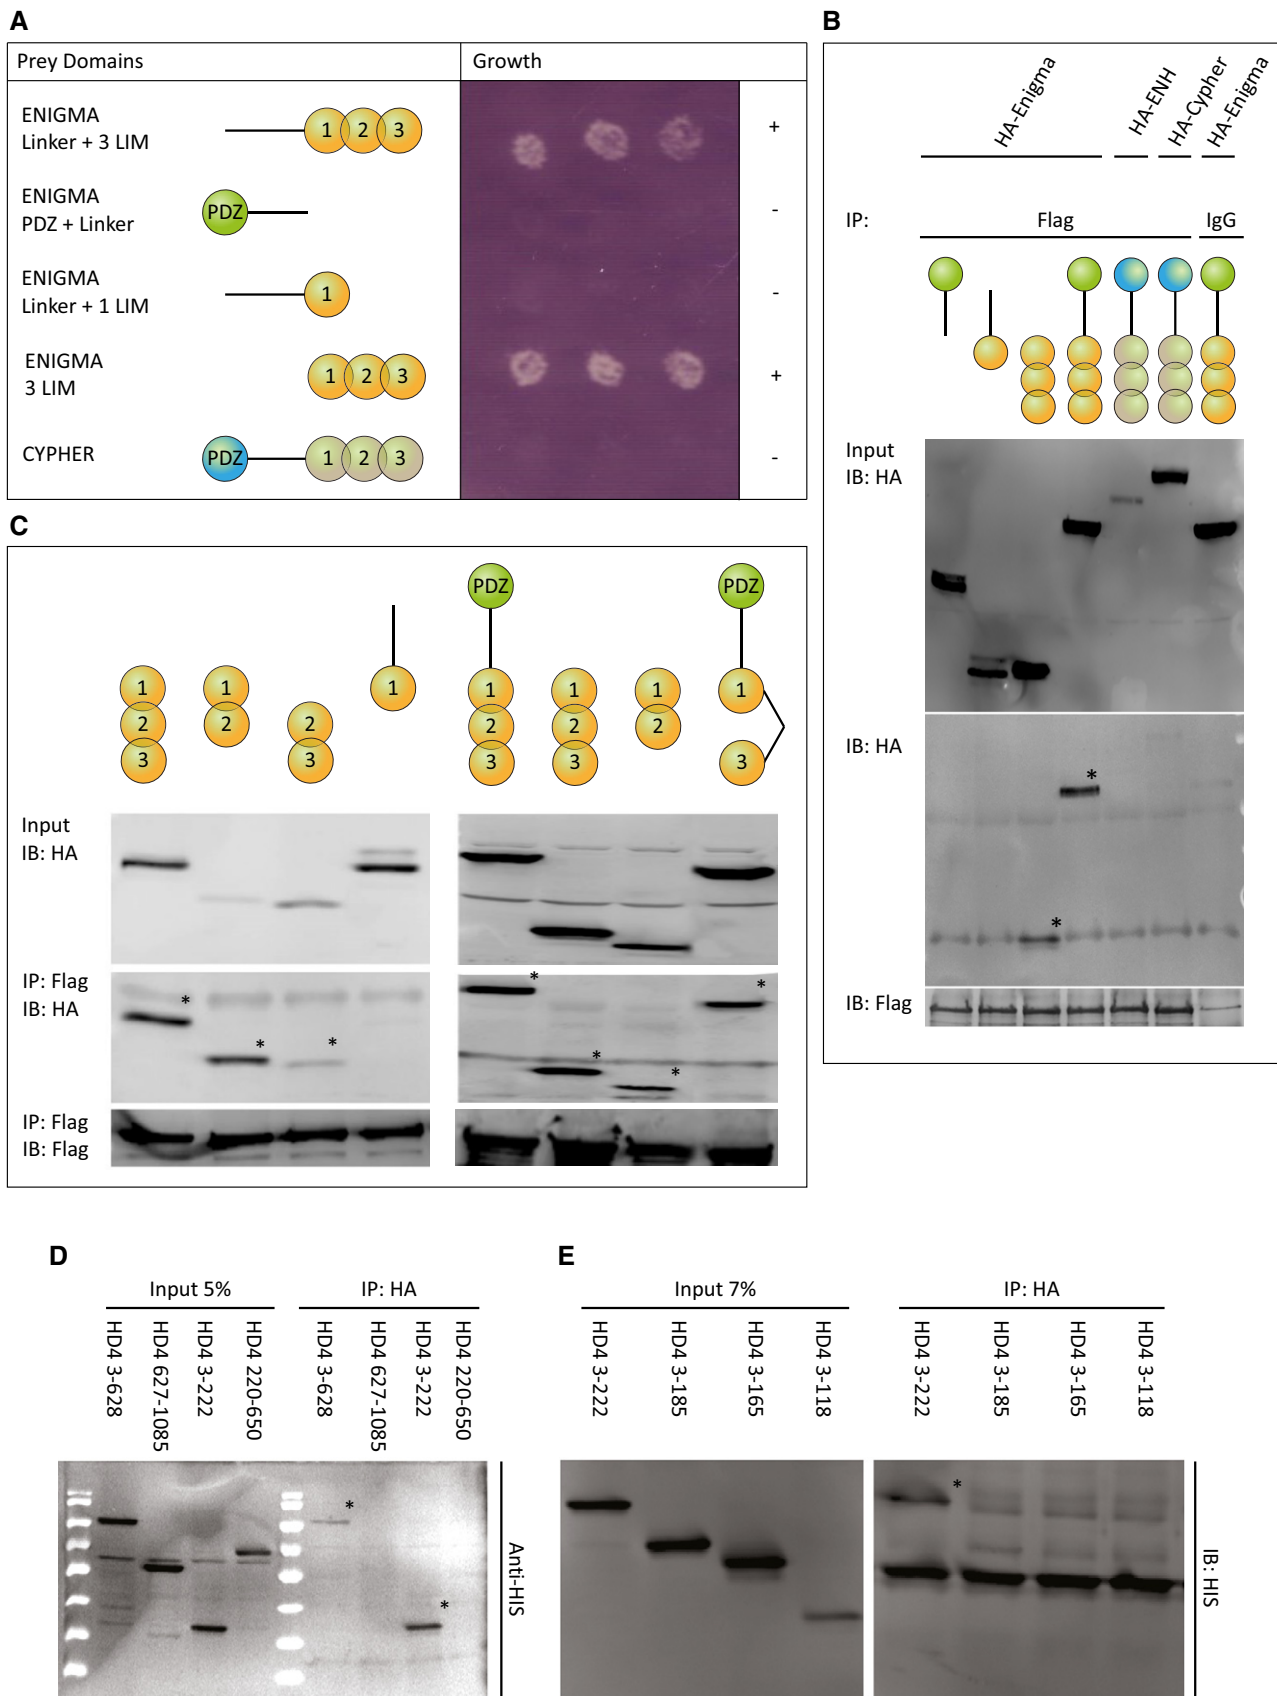 A
Prey Domains
Growth
ENIGMA
Linker + 3 LIM
1 2 3
+
ENIGMA
PDZ + Linker
PDZ
-
ENIGMA
Linker + 1 LIM
1
-
ENIGMA
3 LIM
1 2 3
+
CYPHER
PDZ
1 2 3
-
B
HA-Enigma
HA-ENH
HA-Cypher
HA-Enigma
IP:
Flag
IgG
Input
IB: HA
IB: HA
*
*
IB: Flag
C
PDZ
PDZ
1 1 1 1 1 1 1
2 2 2 2 2 2
3 3 3 3 3
Input
IB: HA
IP: Flag
IB: HA
* * *
* * * *
IP: Flag
IB: Flag
D
Input 5%
IP: HA
HD4 3-628
HD4 627-1085
HD4 3-222
HD4 220-650
HD4 3-628
HD4 627-1085
HD4 3-222
HD4 220-650
*
*
Anti-HIS
E
Input 7%
IP: HA
HD4 3-222
HD4 3-185
HD4 3-165
HD4 3-118
HD4 3-222
HD4 3-185
HD4 3-165
HD4 3-118
*
IB: HIS